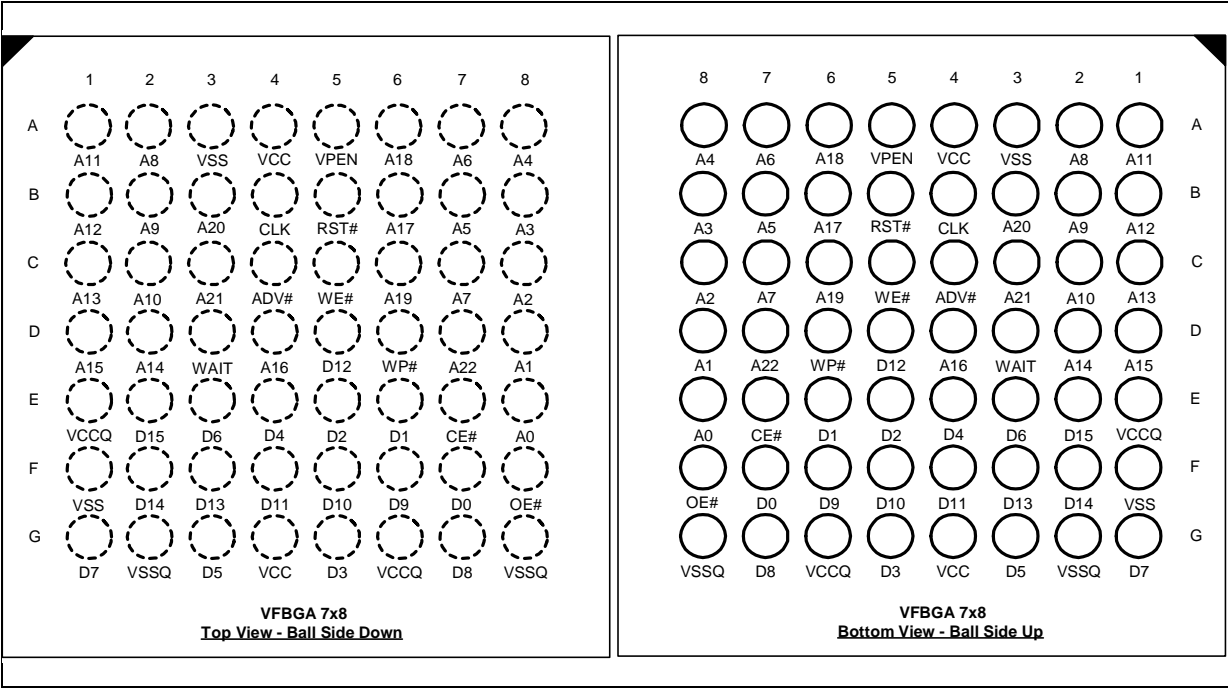 1 2 3 4 5 6 7 8
A
A11 A8 VSS VCC VPEN A18 A6 A4
B
A12 A9 A20 CLK RST# A17 A5 A3
C
A13 A10 A21 ADV# WE# A19 A7 A2
D
A15 A14 WAIT A16 D12 WP# A22 A1
E
VCCQ D15 D6 D4 D2 D1 CE# A0
F
VSS D14 D13 D11 D10 D9 D0 OE#
G
D7 VSSQ D5 VCC D3 VCCQ D8 VSSQ
VFBGA 7x8
Top View - Ball Side Down
8 7 6 5 4 3 2 1
A
A4 A6 A18 VPEN VCC VSS A8 A11
B
A3 A5 A17 RST# CLK A20 A9 A12
C
A2 A7 A19 WE# ADV# A21 A10 A13
D
A1 A22 WP# D12 A16 WAIT A14 A15
E
A0 CE# D1 D2 D4 D6 D15 VCCQ
F
OE# D0 D9 D10 D11 D13 D14 VSS
G
VSSQ D8 VCCQ D3 VCC D5 VSSQ D7
VFBGA 7x8
Bottom View - Ball Side Up